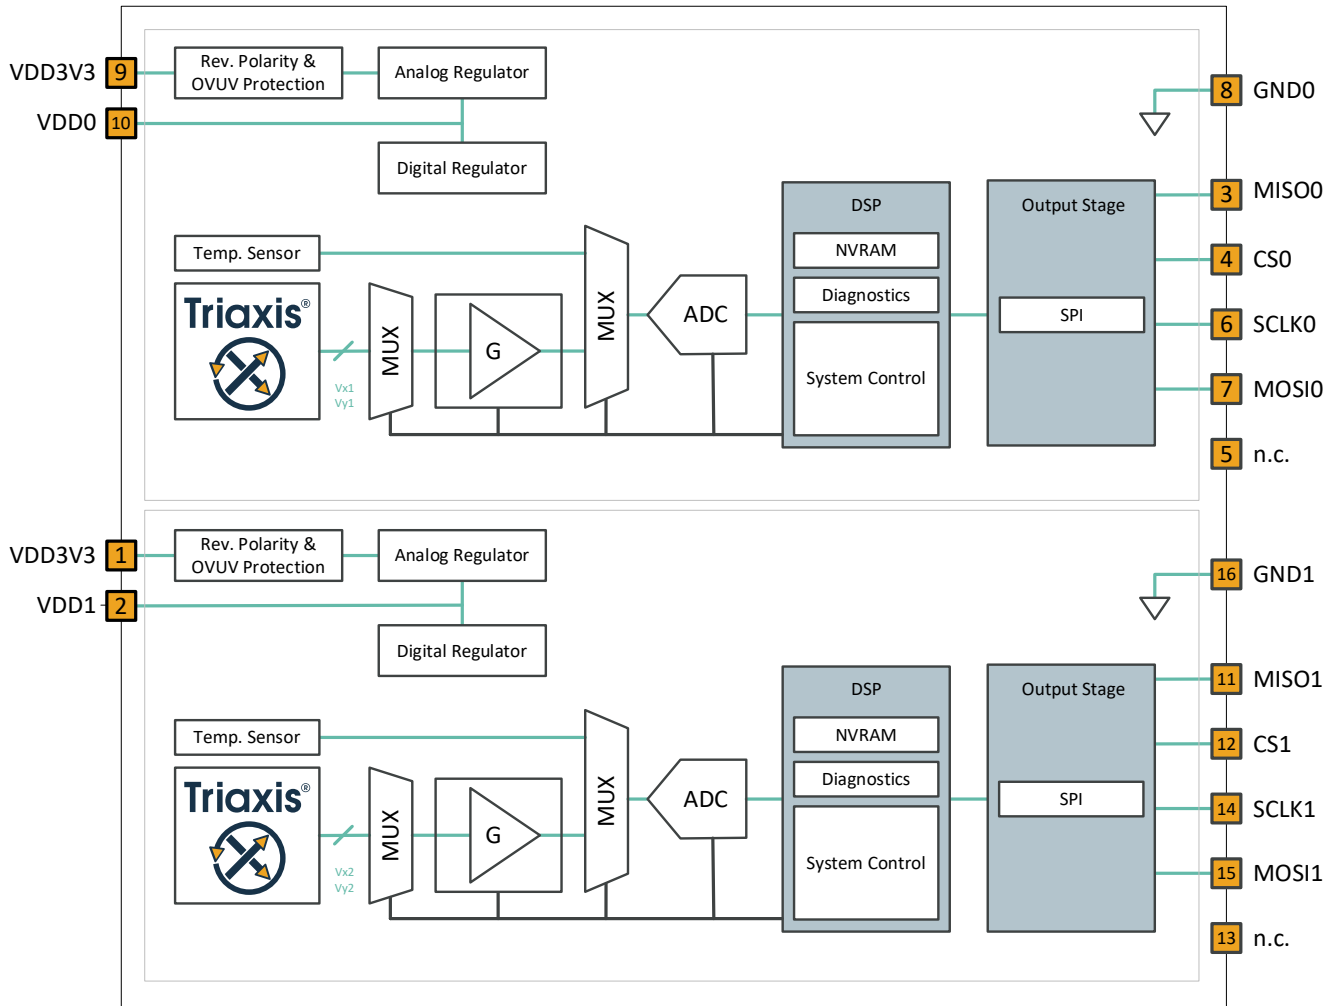 VDD3V3
9
Rev. Polarity &
OVUV Protection
Analog Regulator
8
GND0
VDD0
10
Digital Regulator
DSP
Output Stage
3
MISO0
NVRAM
Temp. Sensor
4
CS0
Triaxis®
MUX
MUX
G
ADC
Diagnostics
SPI
6
SCLK0
Vx1
Vy1
System Control
7
MOSI0
5
n.c.
VDD3V3
1
Rev. Polarity &
OVUV Protection
Analog Regulator
16
GND1
VDD1
2
Digital Regulator
DSP
Output Stage
11
MISO1
NVRAM
Temp. Sensor
12
CS1
Triaxis®
MUX
MUX
G
ADC
Diagnostics
SPI
14
SCLK1
Vx2
Vy2
System Control
15
MOSI1
13
n.c.